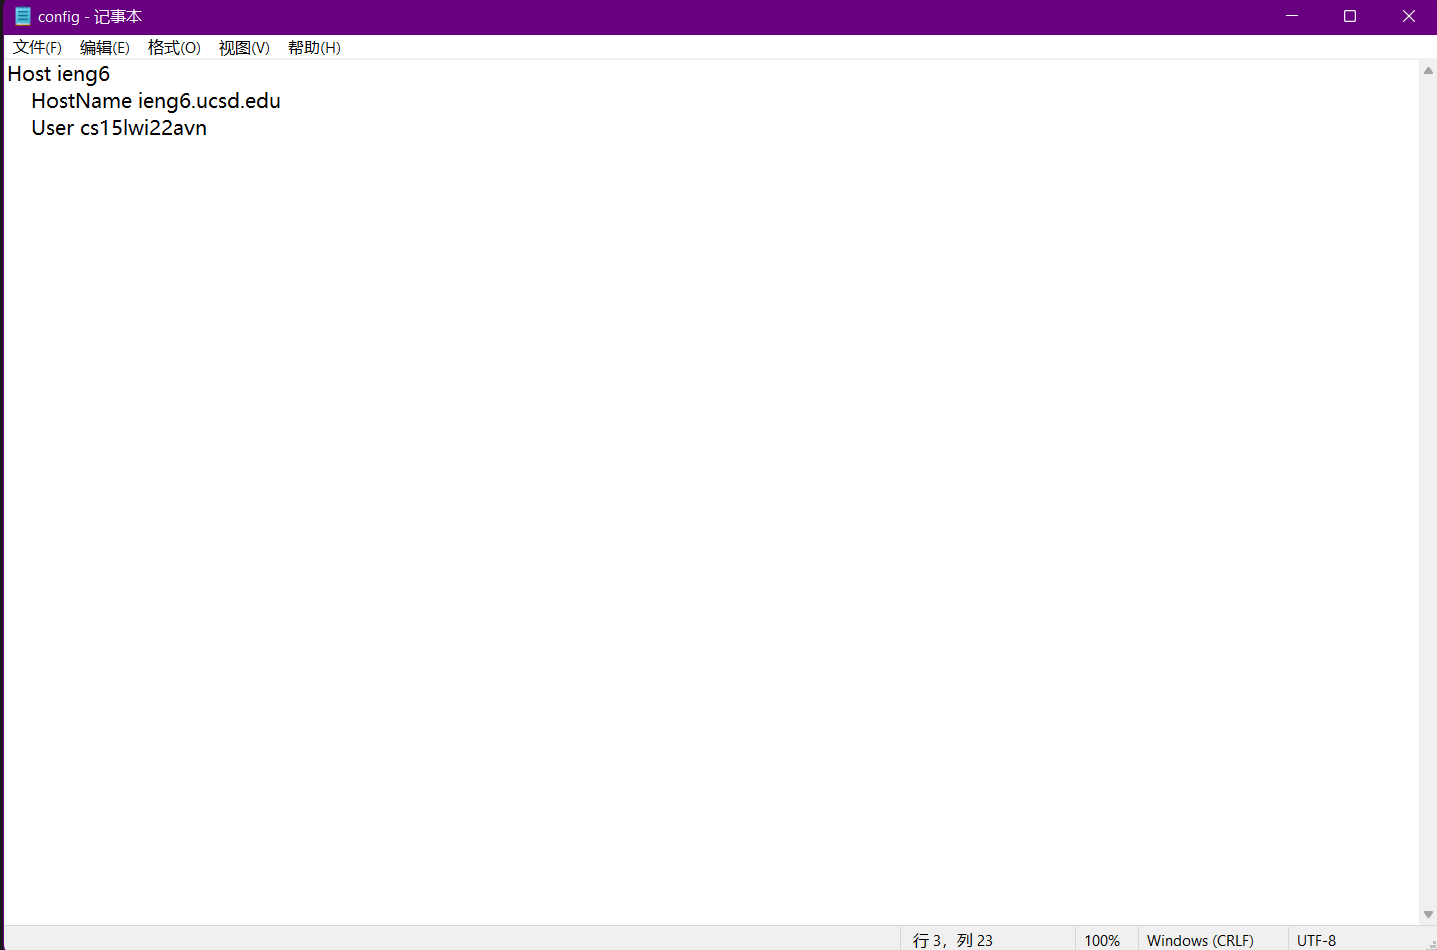 config - 记事本
文件(F) 编辑(E) 格式(O) 视图(V) 帮助(H)
Host ieng6
    HostName ieng6.ucsd.edu
    User cs15lwi22avn
行 3，列 23 100% Windows (CRLF) UTF-8